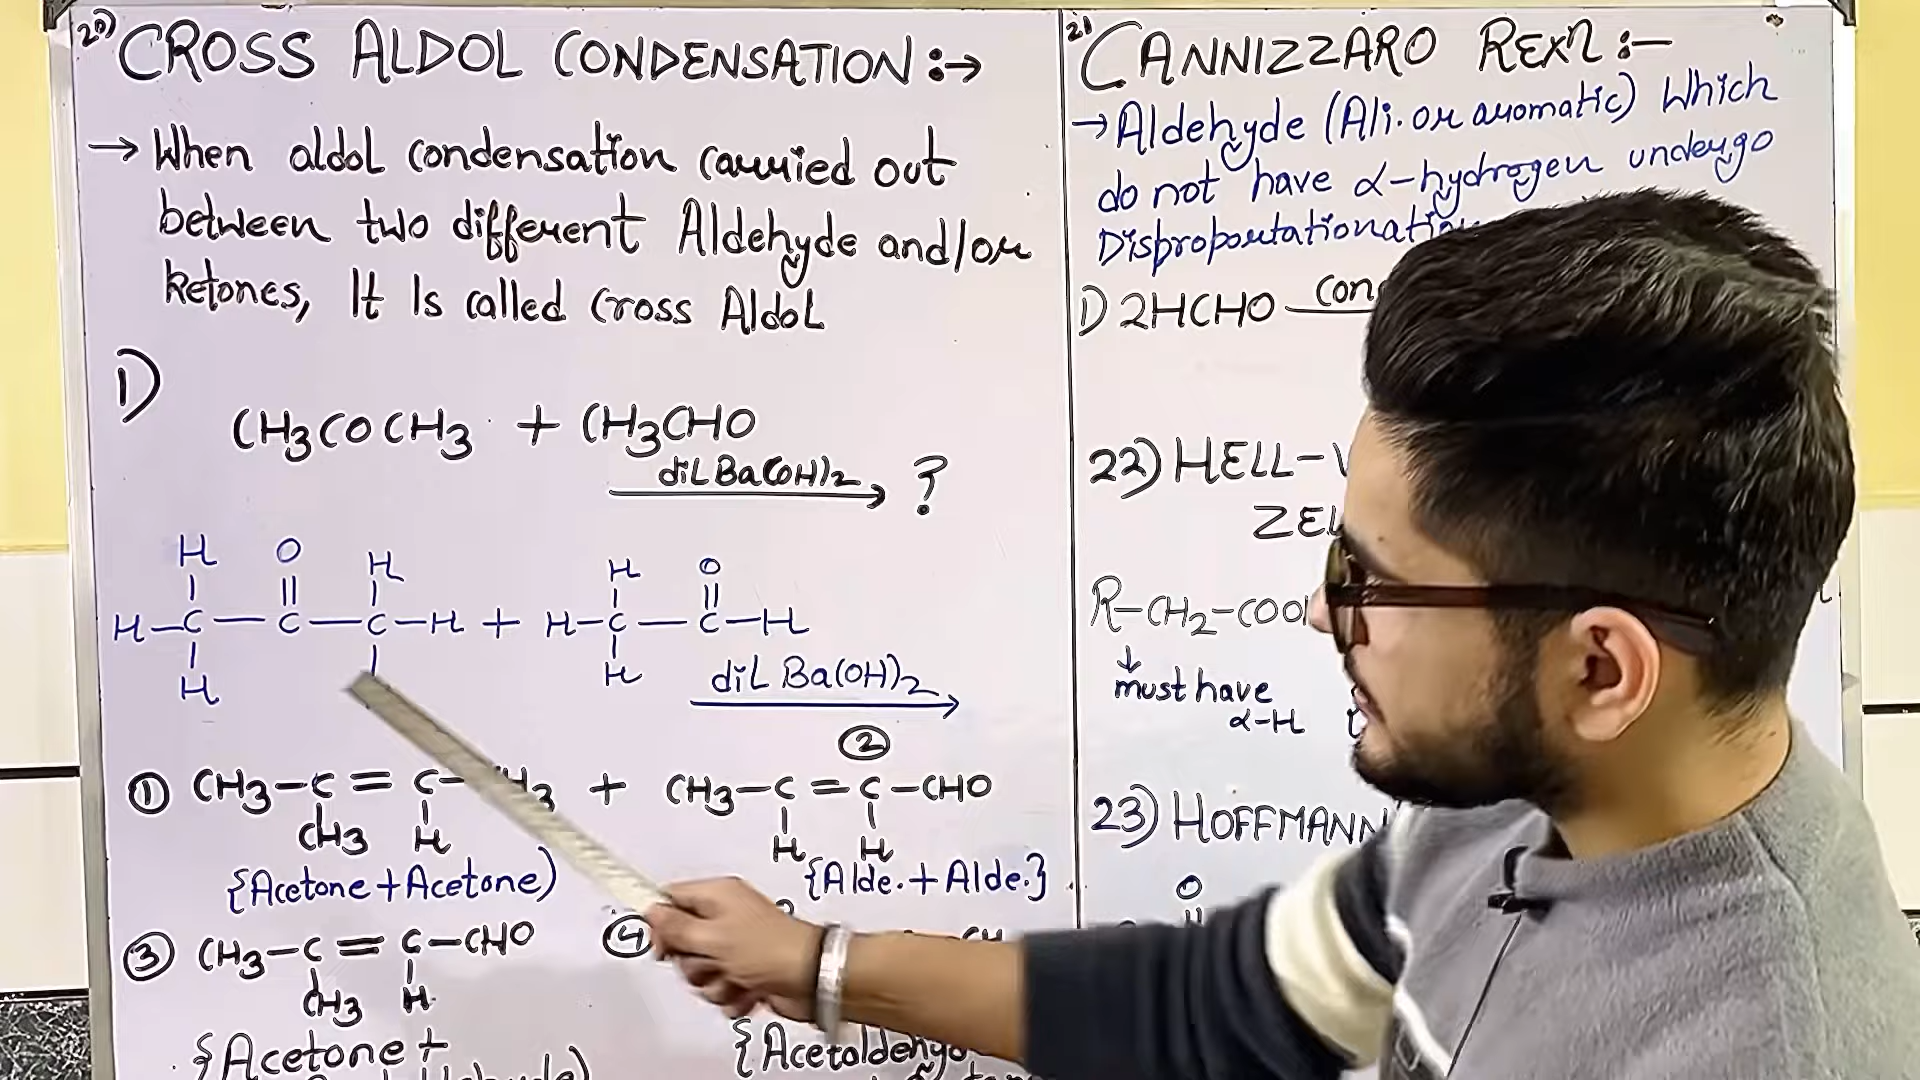 20) CROSS ALDOL CONDENSATION :→
→ When aldol condensation carried out
between two different Aldehyde and/or
ketones, It Is called Cross Aldol
1)
CH3COCH3 + CH3CHO
dil Ba(OH)2 → ?
H O H H O
H–C–C–C–H + H–C–C–H
H H
dil Ba(OH)2
①
CH3–C=C–
H3
+
②
CH3–C=C–CHO
CH3 H
H H
{Acetone + Acetone)
{Alde. + Alde.}
③ CH3–C=C–CHO
④
CH3 H
{Acetone +
{Acetaldehy
21) CANNIZZARO REXn :–
→ Aldehyde (Ali. or aromatic) Which
do not have α-hydrogen undergo
1) 2HCHO
22) HELL–
R–CH2–COO
↓
must have
α–H
23) HOFFMANN
O